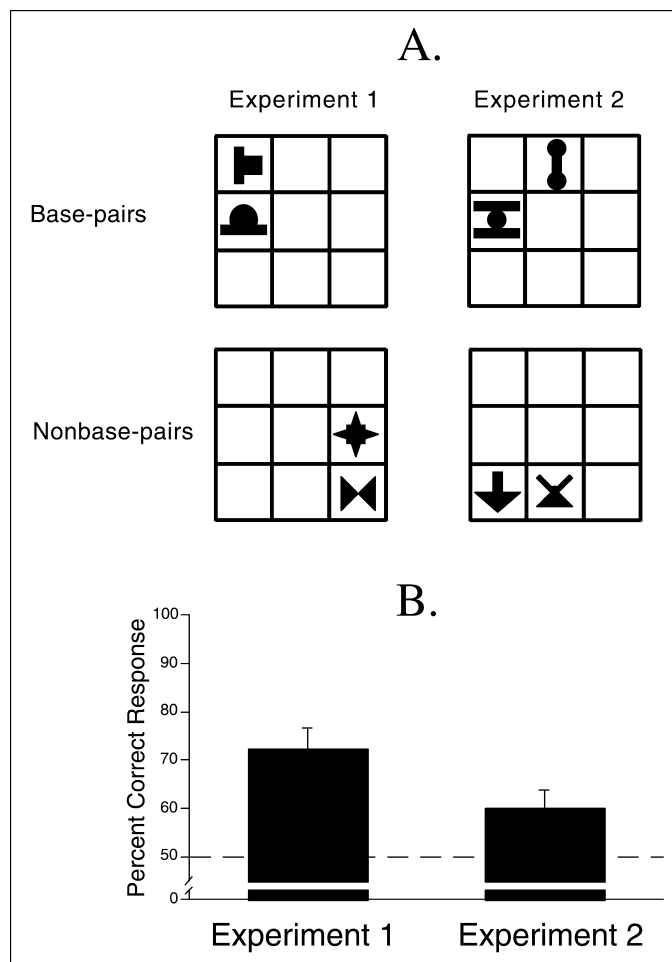 A.
Experiment 1 Experiment 2
Base-pairs
Nonbase-pairs
B.
Percent Correct Response
100
90
80
70
60
50
0
Experiment 1 Experiment 2